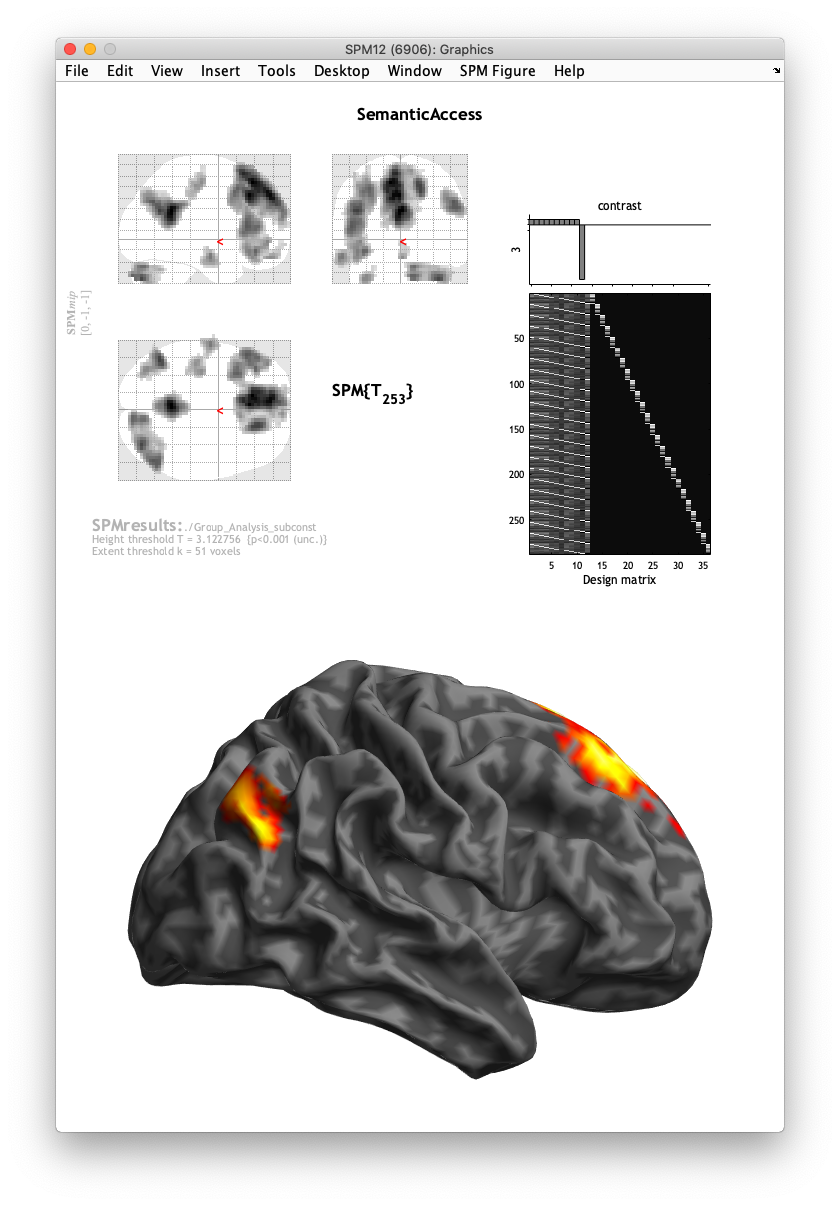 SPM12 (6906): Graphics
File Edit View Insert Tools Desktop Window SPM Figure Help
SemanticAccess
contrast
3
SPMmip
[0, -1, -1]
<
<
<
SPM{T253}
50
100
150
200
250
5 10 15 20 25 30 35
Design matrix
SPMresults: ./Group_Analysis_subconst
Height threshold T = 3.122756 {p<0.001 (unc.)}
Extent threshold k = 51 voxels